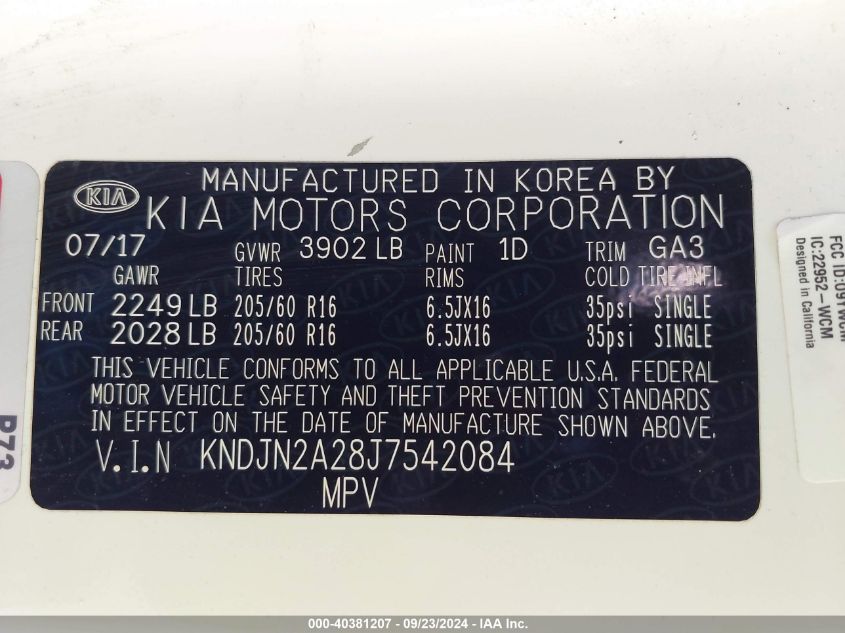 KIA
MANUFACTURED IN KOREA BY
KIA MOTORS CORPORATION
07/17 GVWR 3902 LB PAINT 1D TRIM GA3
GAWR TIRES RIMS COLD TIRE INFL
FRONT 2249 LB 205/60 R16 6.5JX16 35psi SINGLE
REAR 2028 LB 205/60 R16 6.5JX16 35psi SINGLE
THIS VEHICLE CONFORMS TO ALL APPLICABLE U.S.A. FEDERAL
MOTOR VEHICLE SAFETY AND THEFT PREVENTION STANDARDS
IN EFFECT ON THE DATE OF MANUFACTURE SHOWN ABOVE.
V.I.N KNDJN2A28J7542084
MPV
FCC ID:
IC:22952-WCM
Designed in California
P73
000-40381207 - 09/23/2024 - IAA Inc.